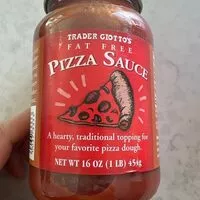 TRADER GIOTTO'S
FAT FREE
PIZZA SAUCE
A hearty, traditional topping for
your favorite pizza dough.
NET WT 16 OZ (1 LB) 454g